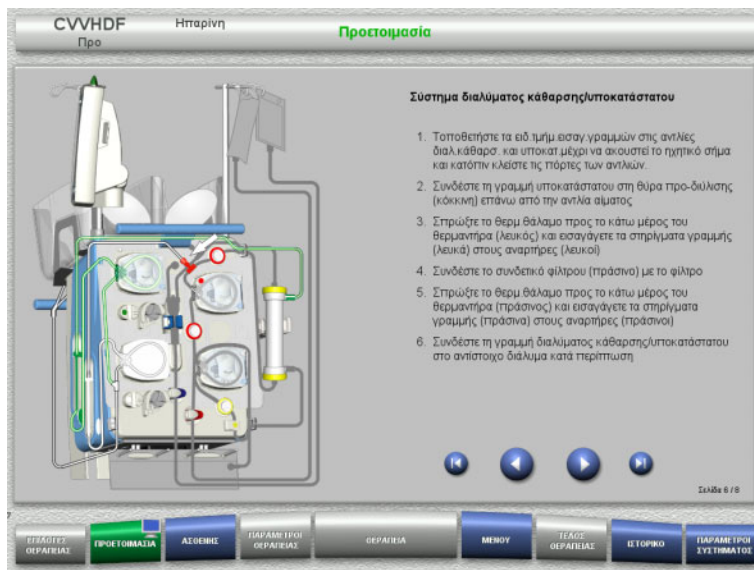 CVVHDF
Προ
Ηπαρίνη
Προετοιμασία
Σύστημα διαλύματος κάθαρσης/υποκατάστατου
1. Τοποθετήστε τα ειδ.τμήμ.εισαγ.γραμμών στις αντλίες
διαλ.κάθαρσ. και υποκατ.μέχρι να ακουστεί το ηχητικό σήμα
και κατόπιν κλείστε τις πόρτες των αντλιών.
2. Συνδέστε τη γραμμή υποκατάστατου στη θύρα προ-διύλισης
(κόκκινη) επάνω από την αντλία αίματος
3. Σπρώξτε το θερμ.θάλαμο προς το κάτω μέρος του
θερμαντήρα (λευκός) και εισαγάγετε τα στηρίγματα γραμμής
(λευκά) στους αναρτήρες (λευκοί)
4. Συνδέστε το συνδετικό φίλτρου (πράσινο) με το φίλτρο
5. Σπρώξτε το θερμ.θάλαμο προς το κάτω μέρος του
θερμαντήρα (πράσινος) και εισαγάγετε τα στηρίγματα
γραμμής (πράσινα) στους αναρτήρες (πράσινοι)
6. Συνδέστε τη γραμμή διαλύματος κάθαρσης/υποκατάστατου
στο αντίστοιχο διάλυμα κατά περίπτωση
Σελίδα 6 / 8
ΕΠΙΛΟΓΕΣ
ΘΕΡΑΠΕΙΑΣ
ΠΡΟΕΤΟΙΜΑΣΙΑ
ΑΣΘΕΝΗΣ
ΠΑΡΑΜΕΤΡΟΙ
ΘΕΡΑΠΕΙΑΣ
ΘΕΡΑΠΕΙΑ
ΜΕΝΟΥ
ΤΕΛΟΣ
ΘΕΡΑΠΕΙΑΣ
ΙΣΤΟΡΙΚΟ
ΠΑΡΑΜΕΤΡΟΙ
ΣΥΣΤΗΜΑΤΟΣ